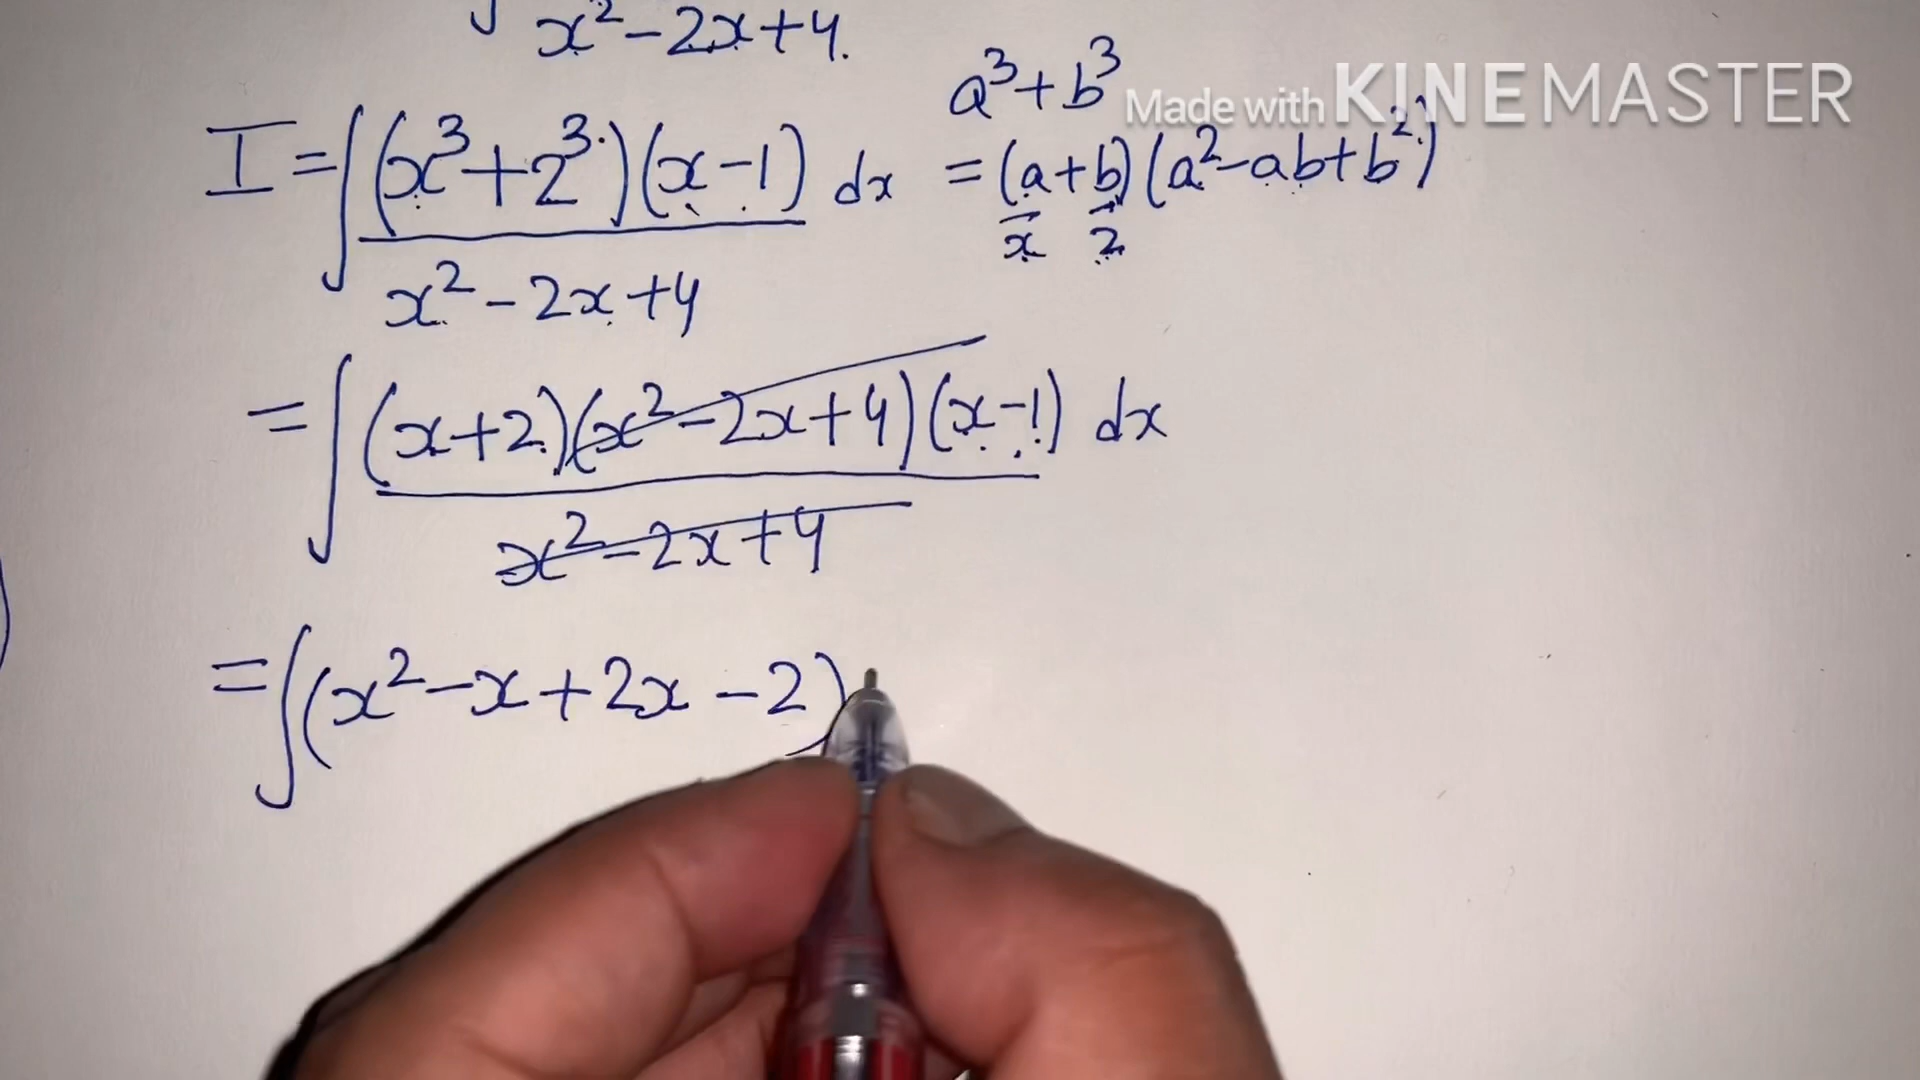 ∫ x² - 2x + 4.
a³ + b³
Made with KINEMASTER
I = ∫ (x³ + 2³)(x - 1) dx = (a + b)(a² - ab + b²)
x 2
x² - 2x + 4
= ∫ (x + 2)(x² - 2x + 4)(x - 1) dx
x² - 2x + 4
= ∫ (x² - x + 2x - 2)